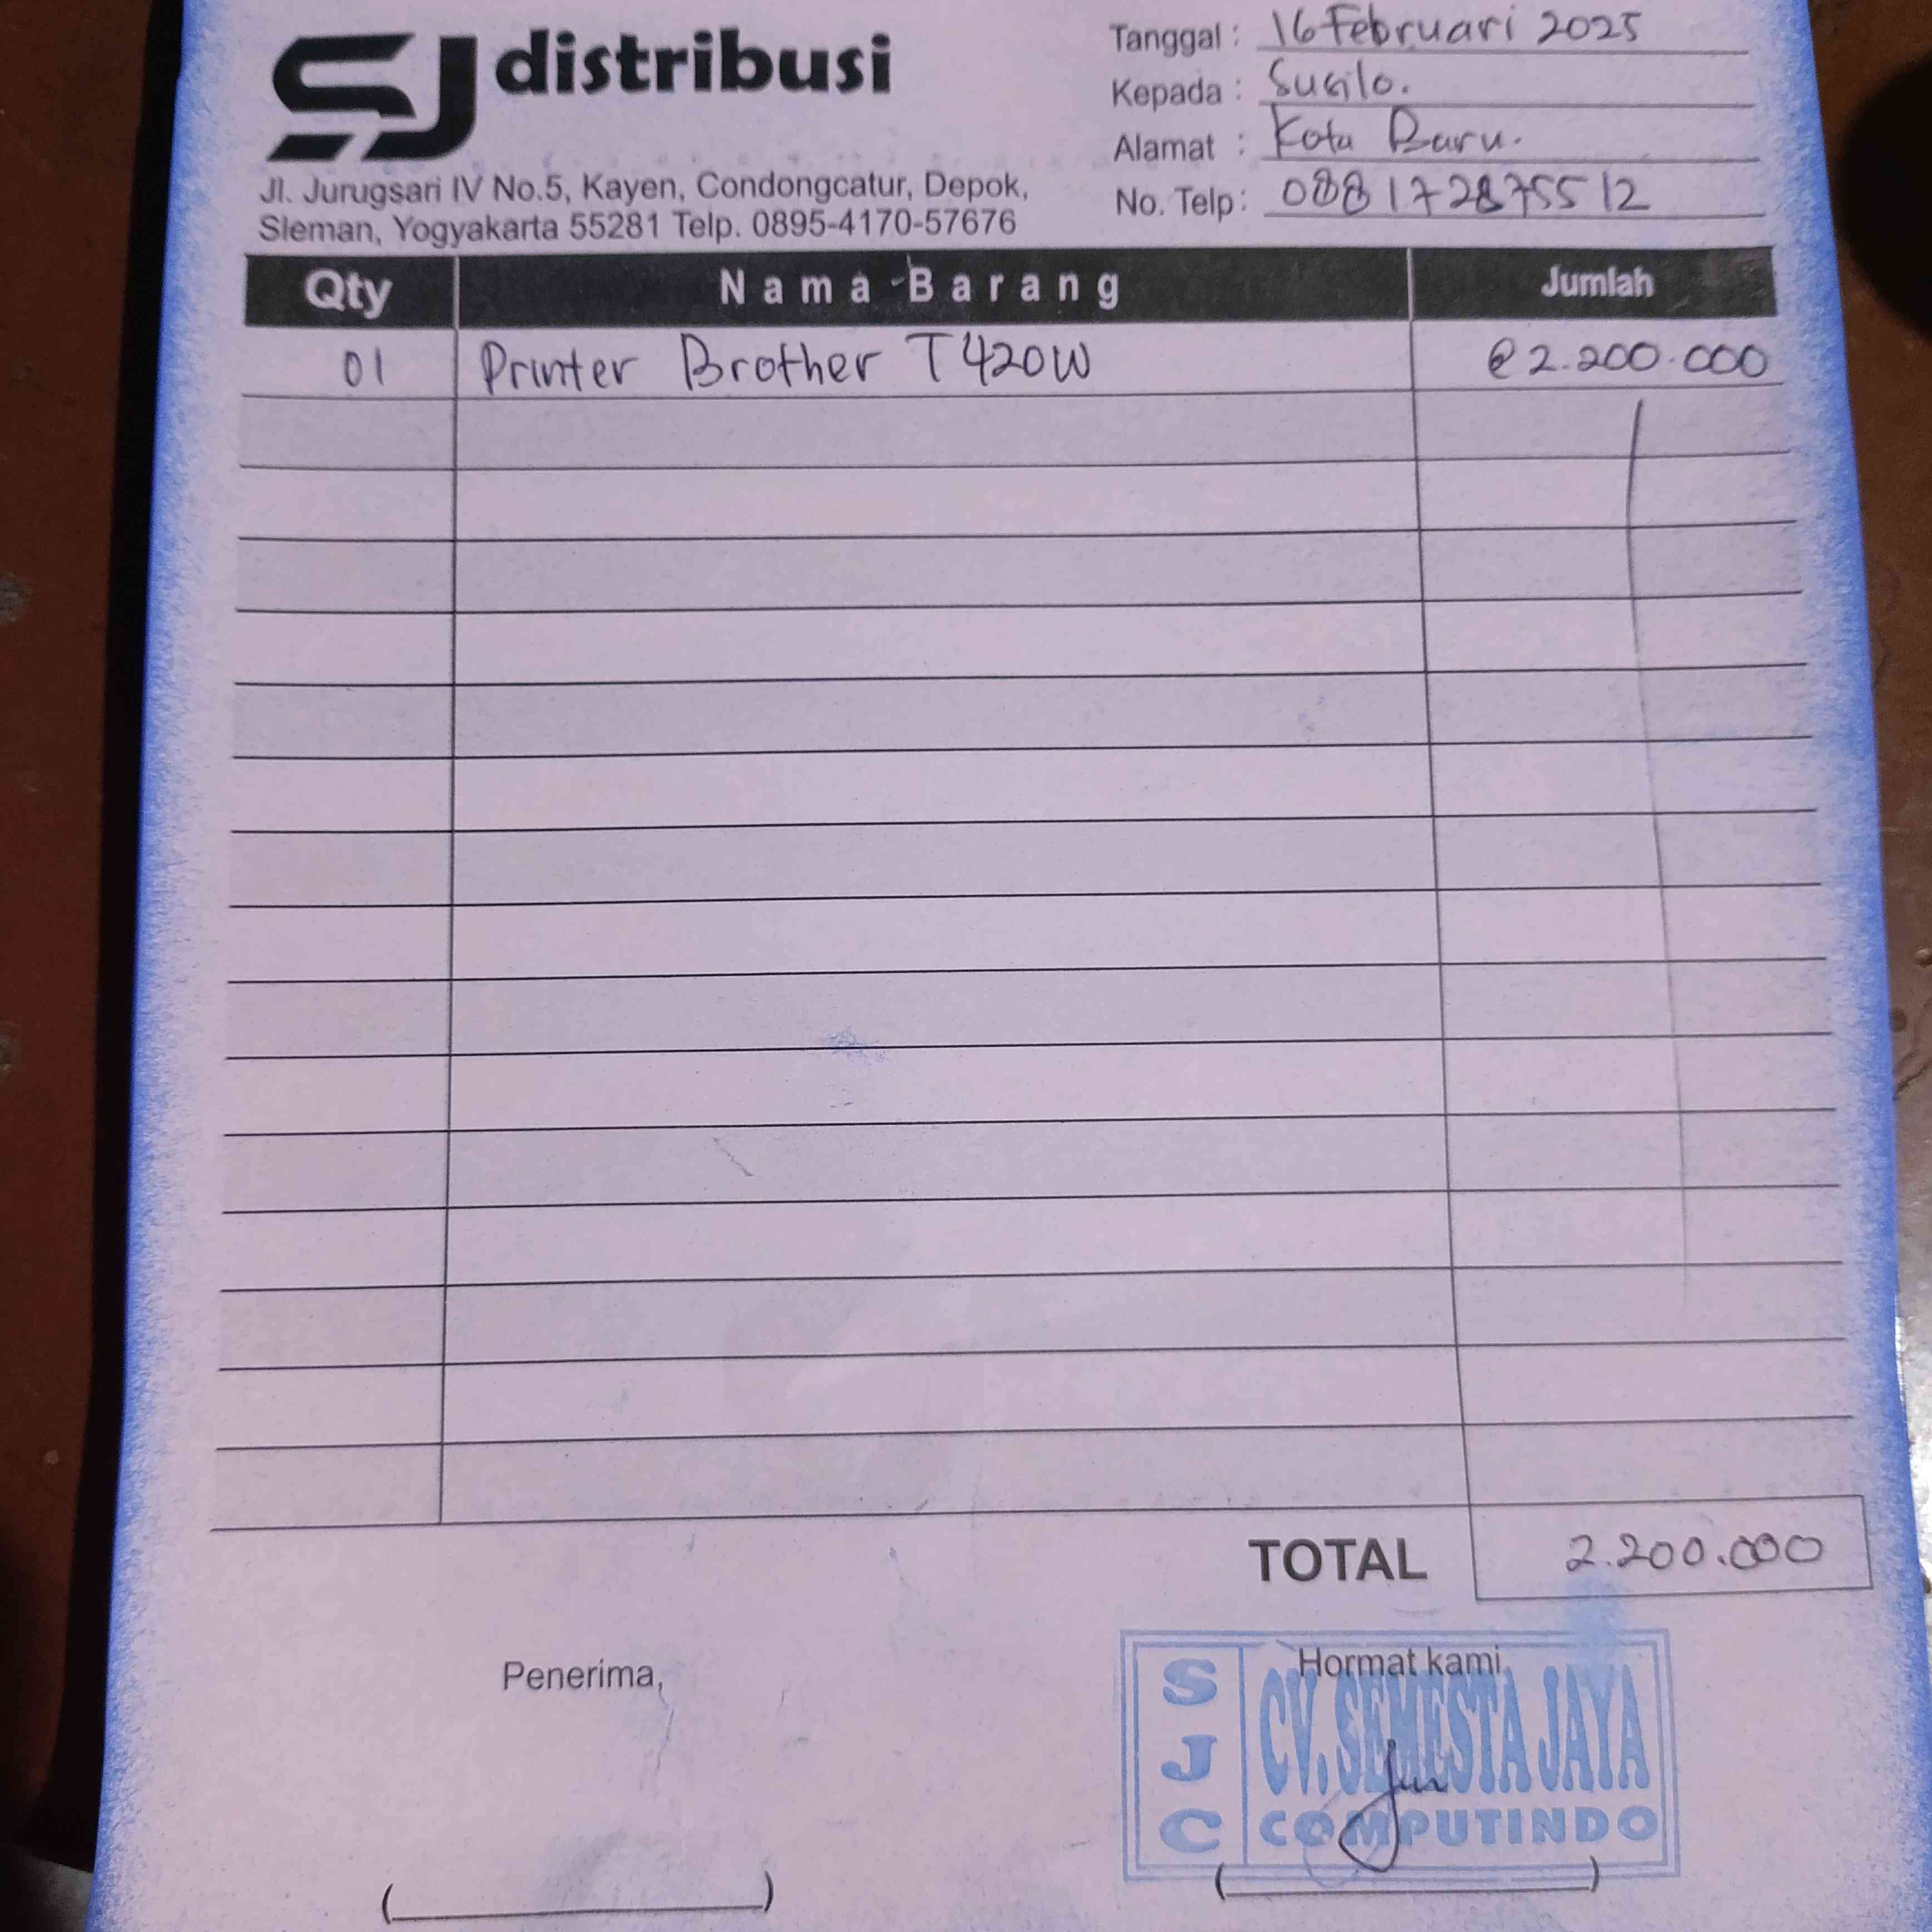 SJ distribusi
Jl. Jurugsari IV No.5, Kayen, Condongcatur, Depok,
Sleman, Yogyakarta 55281 Telp. 0895-4170-57676
Tanggal : 16 Februari 2025
Kepada : Susilo.
Alamat : Kota Baru.
No. Telp: 088172875512
Qty Nama Barang Jumlah
01 Printer Brother T420W @ 2.200.000
TOTAL 2.200.000
Penerima,
Hormat kami,
SJC
CV. SEMESTA JAYA
COMPUTINDO
(            )
(            )